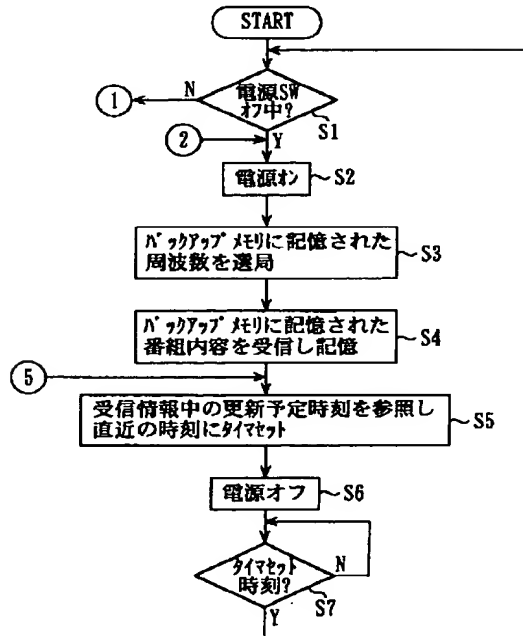 START
電源SW
オフ中?
N
S1
①
②
Y
電源オン
S2
バックアップメモリに記憶された
周波数を選局
S3
バックアップメモリに記憶された
番組内容を受信し記憶
S4
⑤
受信情報中の更新予定時刻を参照し
直近の時刻にタイマセット
S5
電源オフ
S6
タイマセット
時刻?
N
S7
Y